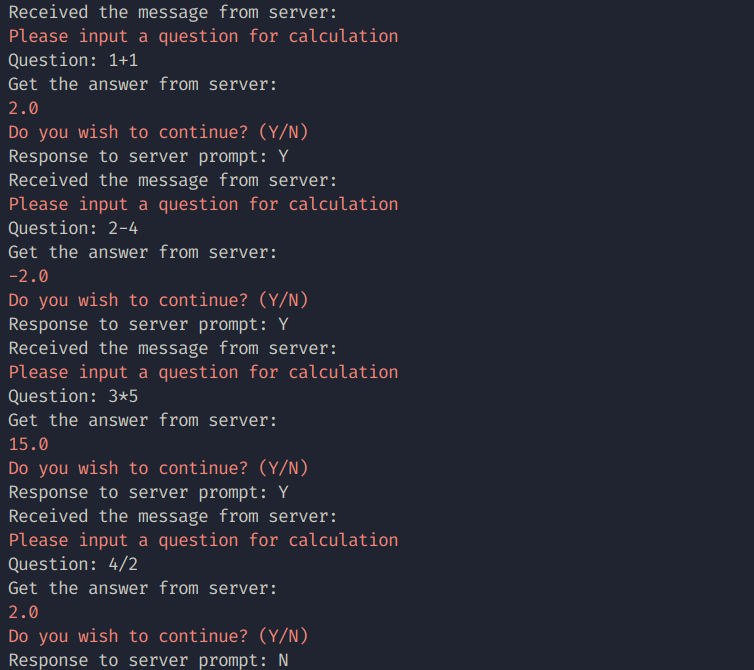 Received the message from server:
Please input a question for calculation
Question: 1+1
Get the answer from server:
2.0
Do you wish to continue? (Y/N)
Response to server prompt: Y
Received the message from server:
Please input a question for calculation
Question: 2-4
Get the answer from server:
-2.0
Do you wish to continue? (Y/N)
Response to server prompt: Y
Received the message from server:
Please input a question for calculation
Question: 3*5
Get the answer from server:
15.0
Do you wish to continue? (Y/N)
Response to server prompt: Y
Received the message from server:
Please input a question for calculation
Question: 4/2
Get the answer from server:
2.0
Do you wish to continue? (Y/N)
Response to server prompt: N